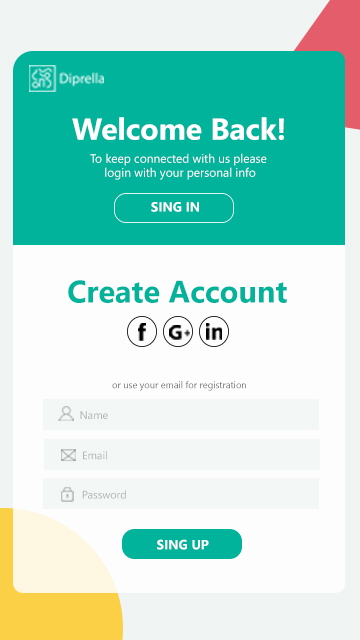 Diprella
Welcome Back!
To keep connected with us please
login with your personal info
SING IN
Create Account
f G+ in
or use your email for registration
Name
Email
Password
SING UP